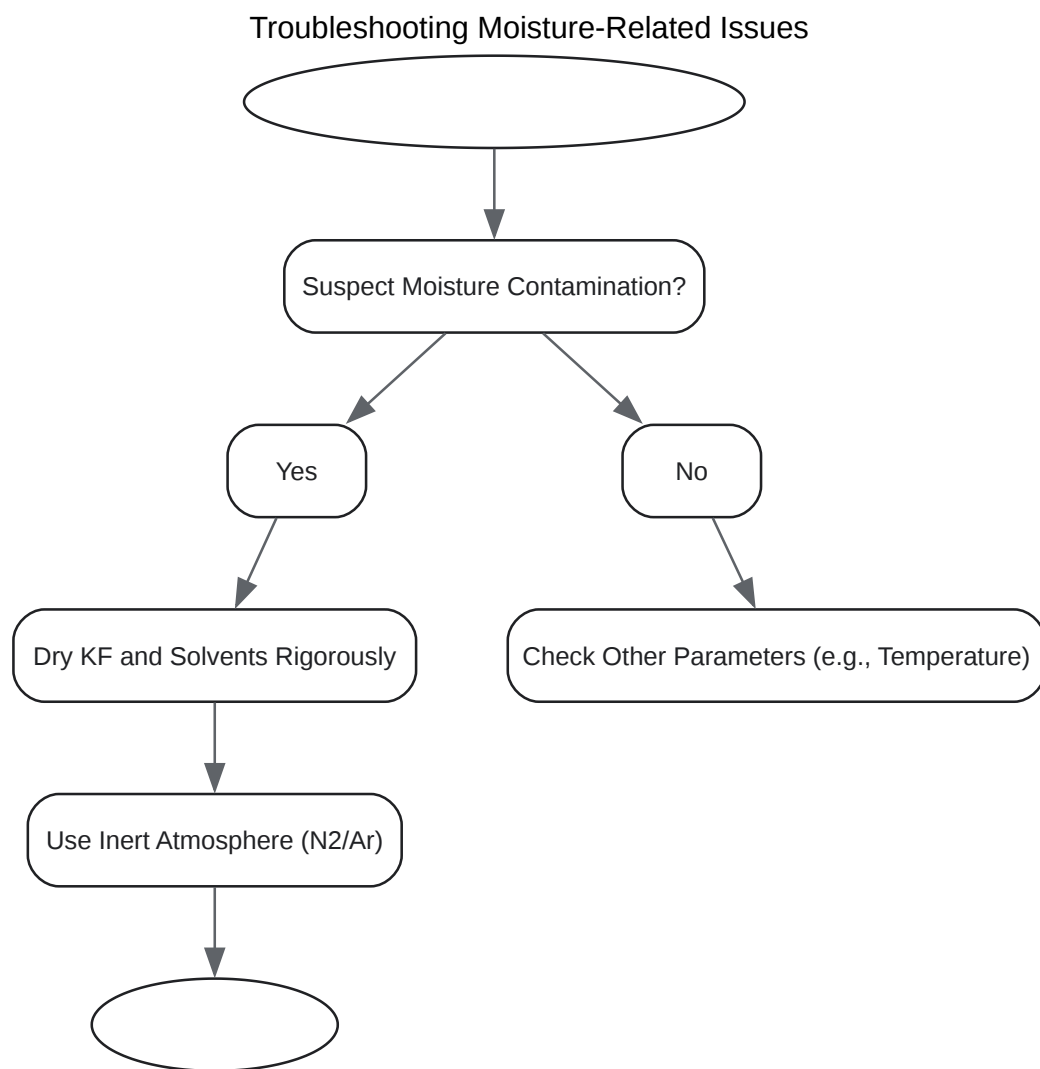 Troubleshooting Moisture-Related Issues
Suspect Moisture Contamination?
Yes
No
Dry KF and Solvents Rigorously
Check Other Parameters (e.g., Temperature)
Use Inert Atmosphere (N2/Ar)